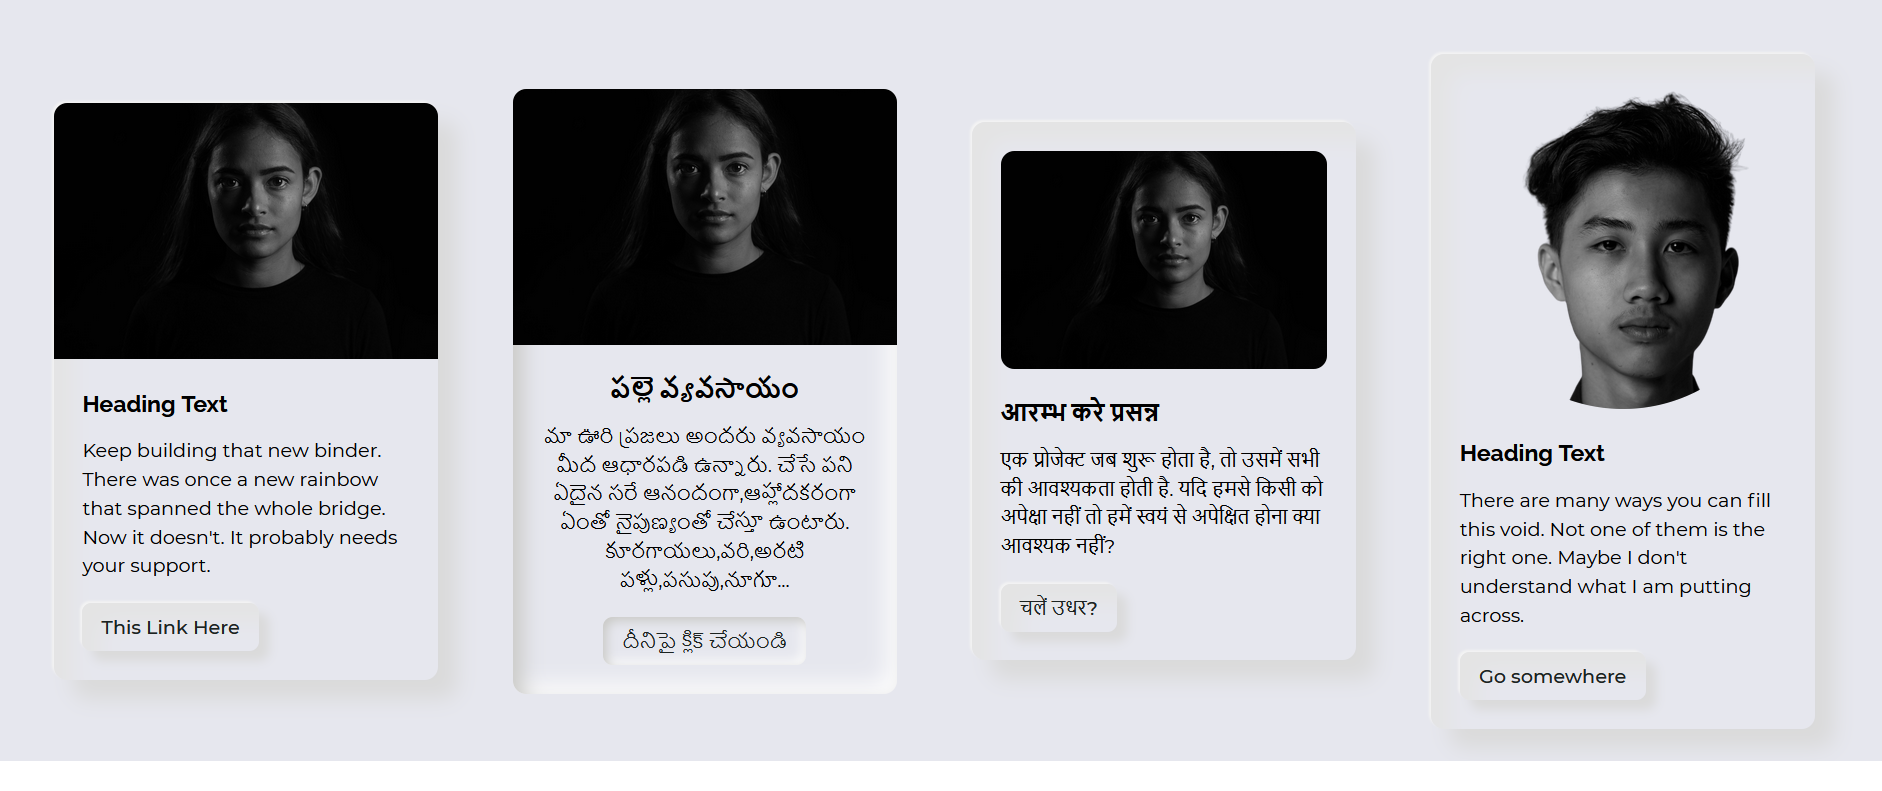 Heading Text
Keep building that new binder.
There was once a new rainbow
that spanned the whole bridge.
Now it doesn't. It probably needs
your support.
This Link Here
పల్లె వ్యవసాయం
మా ఊరి ప్రజలు అందరు వ్యవసాయం
మీద ఆధారపడి ఉన్నారు. చేసే పని
ఏదైన సరే ఆనందంగా,ఆహ్లాదకరంగా
ఏంతో నైపుణ్యంతో చేస్తూ ఉంటారు.
కూరగాయలు,వరి,అరటి
పళ్లు,పసుపు,నూగూ...
దీనిపై క్లిక్ చేయండి
आरम्भ करे प्रसन्न
एक प्रोजेक्ट जब शुरू होता है, तो उसमें सभी
की आवश्यकता होती है. यदि हमसे किसी को
अपेक्षा नहीं तो हमें स्वयं से अपेक्षित होना क्या
आवश्यक नहीं?
चलें उधर?
Heading Text
There are many ways you can fill
this void. Not one of them is the
right one. Maybe I don't
understand what I am putting
across.
Go somewhere